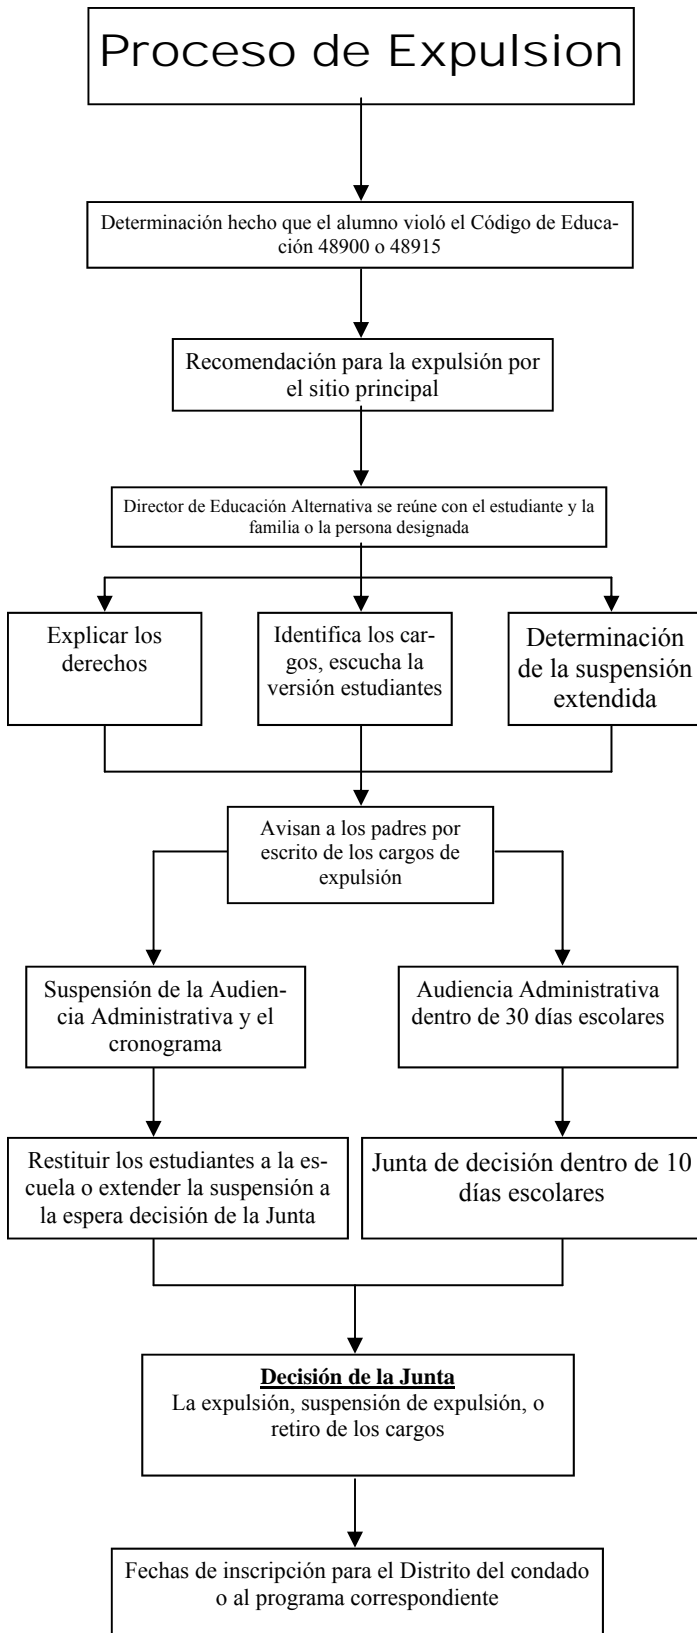 Proceso de Expulsion
Determinación hecho que el alumno violó el Código de Educa-
ción 48900 o 48915
Recomendación para la expulsión por
el sitio principal
Director de Educación Alternativa se reúne con el estudiante y la
familia o la persona designada
Explicar los
derechos
Identifica los car-
gos, escucha la
versión estudiantes
Determinación
de la suspensión
extendida
Avisan a los padres por
escrito de los cargos de
expulsión
Suspensión de la Audien-
cia Administrativa y el
cronograma
Audiencia Administrativa
dentro de 30 días escolares
Restituir los estudiantes a la es-
cuela o extender la suspensión a
la espera decisión de la Junta
Junta de decisión dentro de 10
días escolares
Decisión de la Junta
La expulsión, suspensión de expulsión, o
retiro de los cargos
Fechas de inscripción para el Distrito del condado
o al programa correspondiente